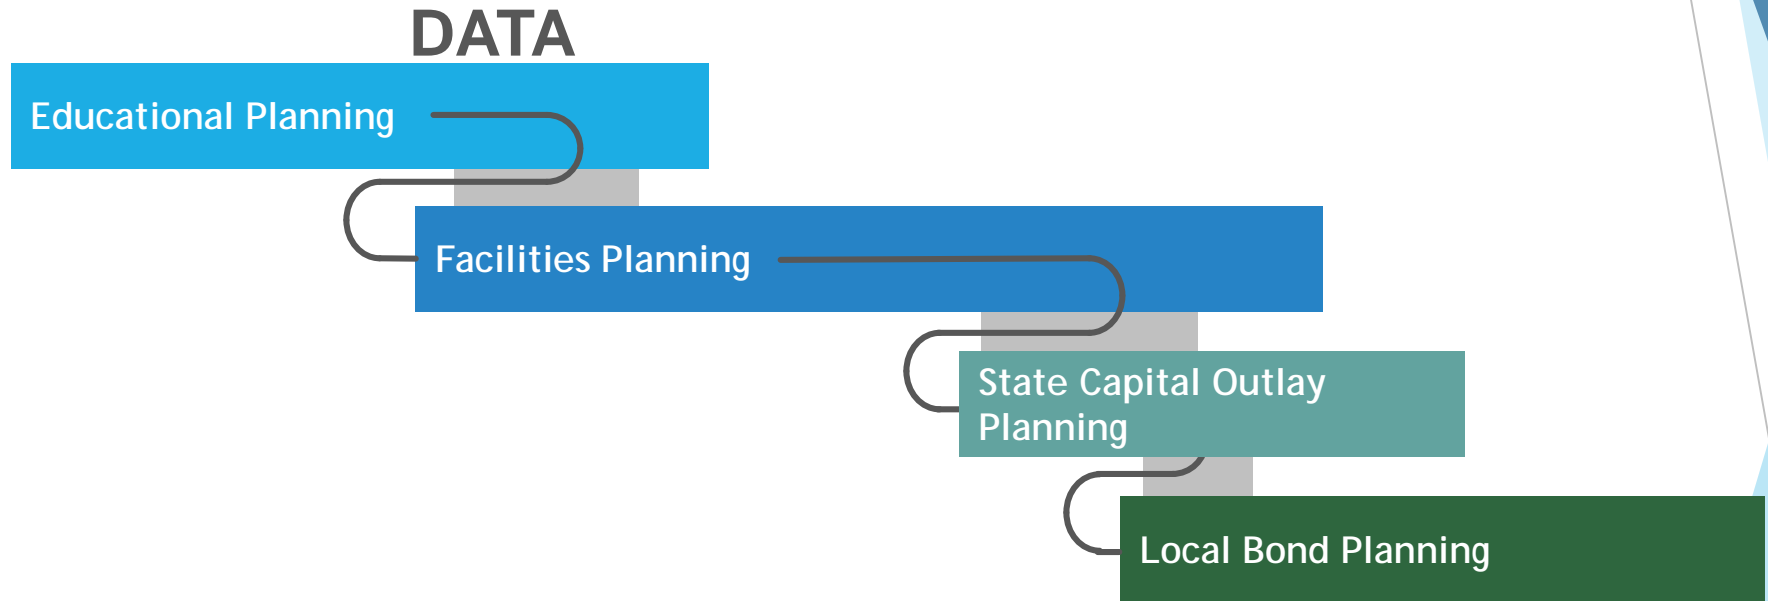 DATA
Educational Planning
Facilities Planning
State Capital Outlay
Planning
Local Bond Planning